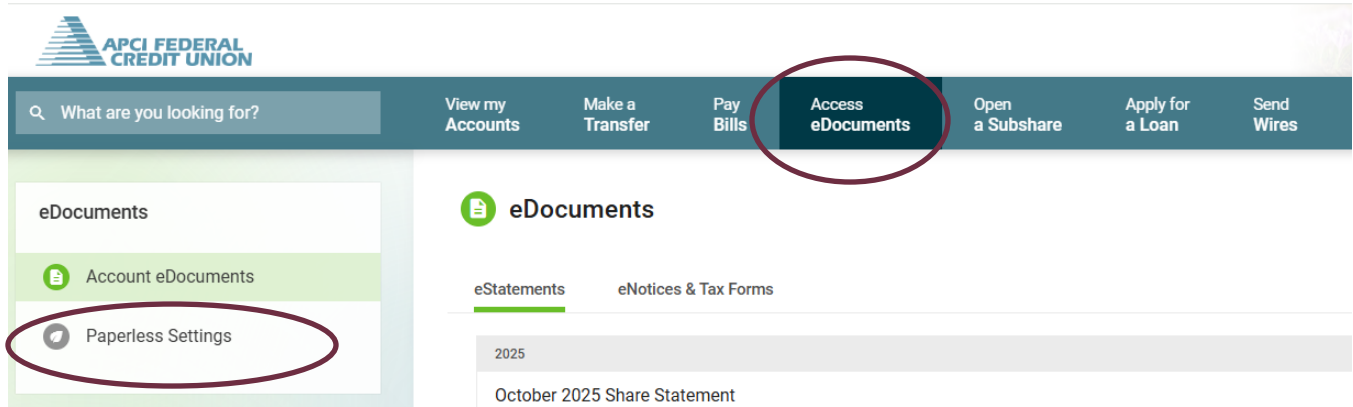 APCI FEDERAL
CREDIT UNION
What are you looking for?
View my
Accounts
Make a
Transfer
Pay
Bills
Access
eDocuments
Open
a Subshare
Apply for
a Loan
Send
Wires
eDocuments
Account eDocuments
Paperless Settings
eDocuments
eStatements
eNotices & Tax Forms
2025
October 2025 Share Statement